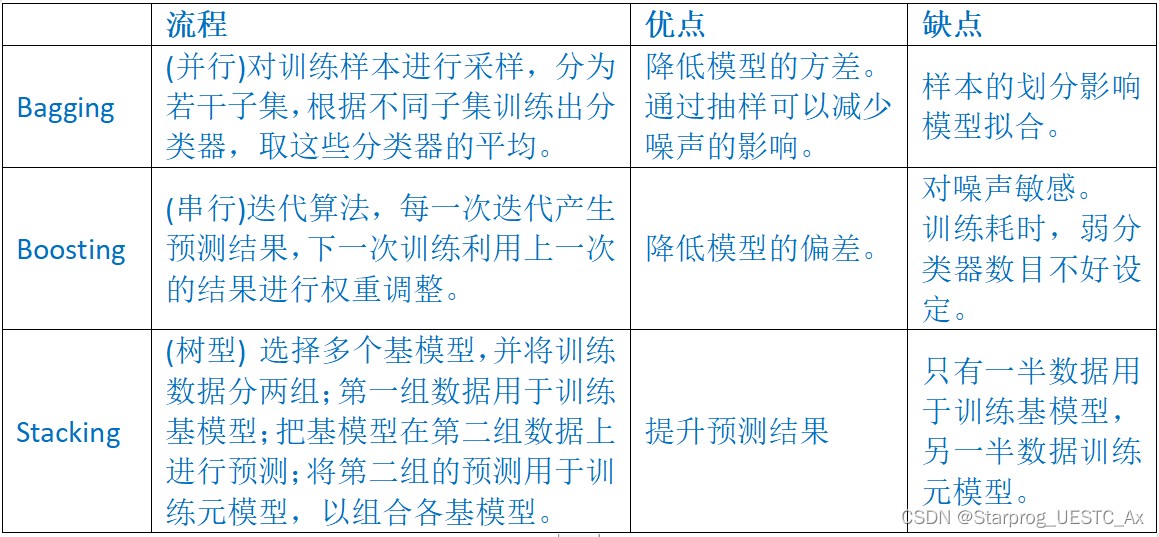 流程 优点 缺点
Bagging
(并行)对训练样本进行采样，分为
若干子集，根据不同子集训练出分
类器，取这些分类器的平均。
降低模型的方差。
通过抽样可以减少
噪声的影响。
样本的划分影响
模型拟合。
Boosting
(串行)迭代算法，每一次迭代产生
预测结果，下一次训练利用上一次
的结果进行权重调整。
降低模型的偏差。
对噪声敏感。
训练耗时，弱分
类器数目不好设
定。
Stacking
(树型) 选择多个基模型，并将训练
数据分两组；第一组数据用于训练
基模型；把基模型在第二组数据上
进行预测；将第二组的预测用于训
练元模型，以组合各基模型。
提升预测结果
只有一半数据用
于训练基模型，
另一半数据训练
元模型。
CSDN @Starprog_UESTC_Ax